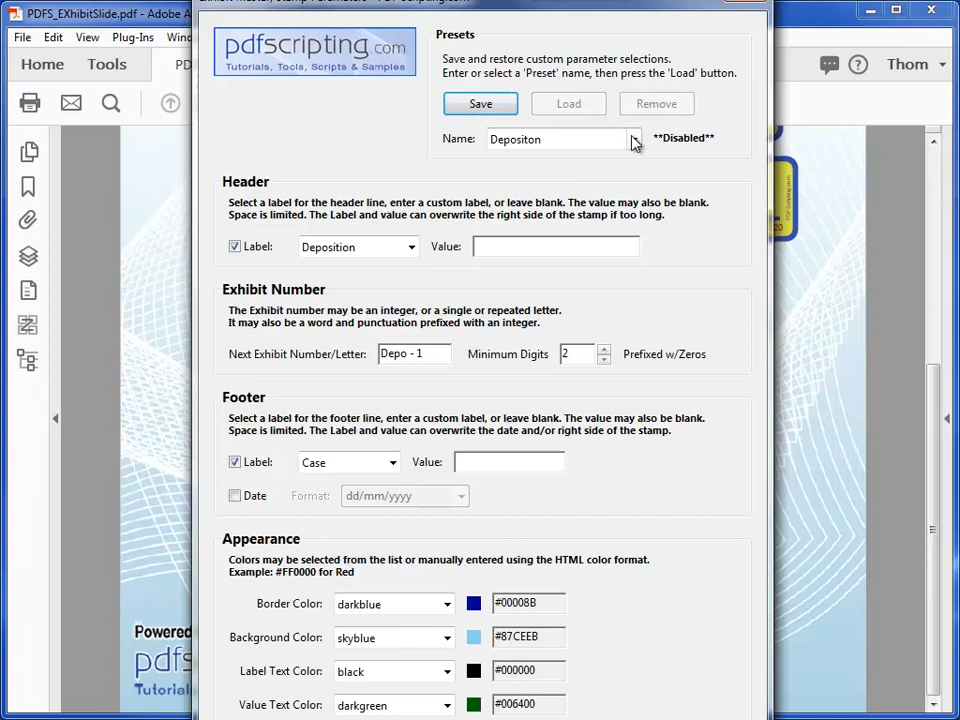 PDFS_EXhibitSlide.pdf - Adobe A
File Edit View Plug-Ins Win
Home Tools PD
Thom
pdfscripting.com
Tutorials, Tools, Scripts & Samples
Presets
Save and restore custom parameter selections.
Enter or select a 'Preset' name, then press the 'Load' button.
Save Load Remove
Name: Depositon **Disabled**
Header
Select a label for the header line, enter a custom label, or leave blank. The value may also be blank.
Space is limited. The Label and value can overwrite the right side of the stamp if too long.
Label: Deposition Value:
Exhibit Number
The Exhibit number may be an integer, or a single or repeated letter.
It may also be a word and punctuation prefixed with an integer.
Next Exhibit Number/Letter: Depo - 1 Minimum Digits 2 Prefixed w/Zeros
Footer
Select a label for the footer line, enter a custom label, or leave blank. The value may also be blank.
Space is limited. The Label and value can overwrite the date and/or right side of the stamp.
Label: Case Value:
Date Format: dd/mm/yyyy
Appearance
Colors may be selected from the list or manually entered using the HTML color format.
Example: #FF0000 for Red
Border Color: darkblue #00008B
Background Color: skyblue #87CEEB
Label Text Color: black #000000
Value Text Color: darkgreen #006400
Powered
pdfs
Tutorials
20